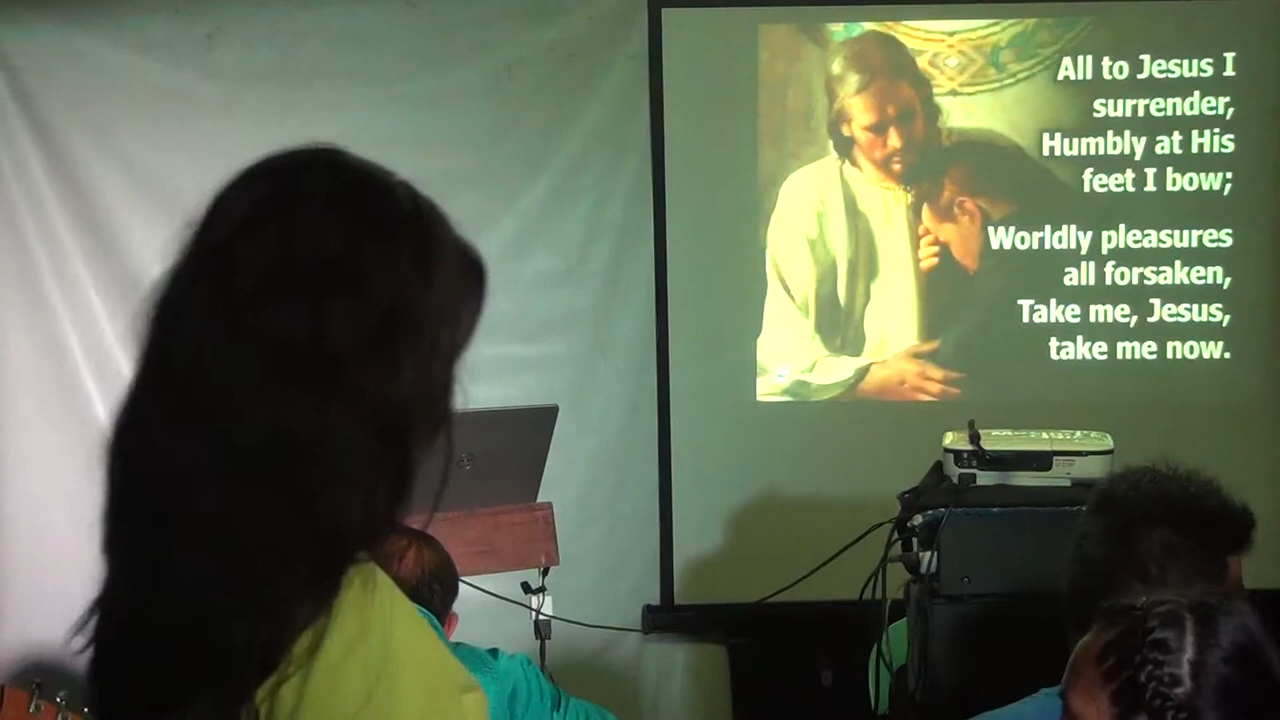 All to Jesus I
surrender,
Humbly at His
feet I bow;
Worldly pleasures
all forsaken,
Take me, Jesus,
take me now.